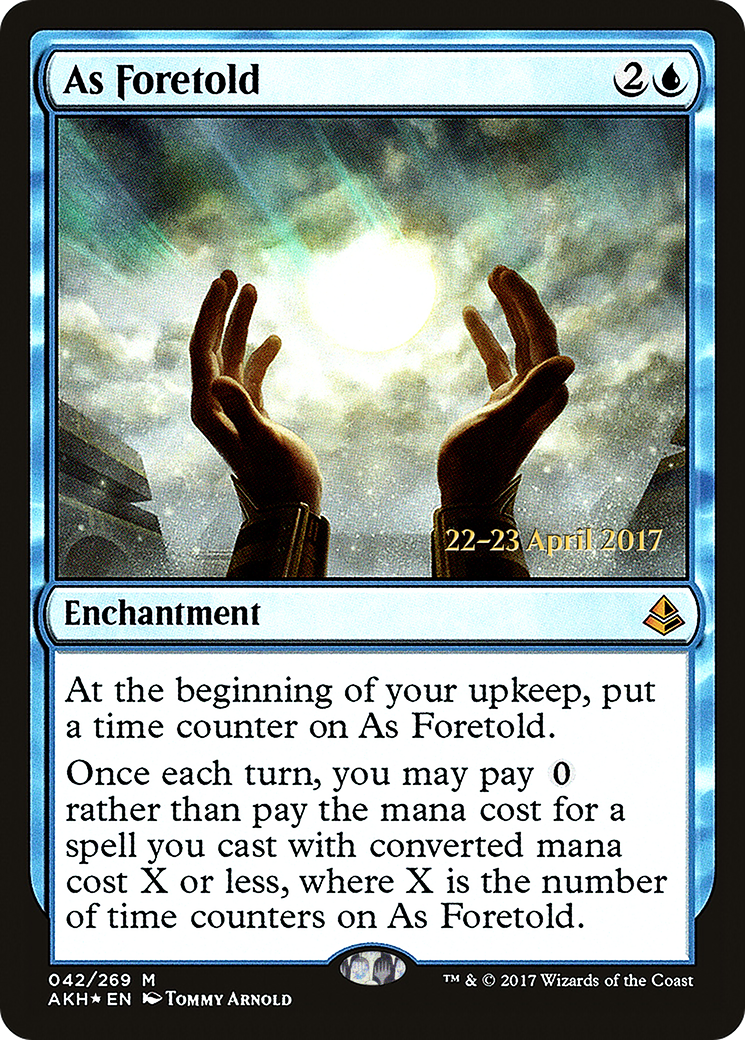 As Foretold 2
22–23 April 2017
Enchantment
At the beginning of your upkeep, put
a time counter on As Foretold.
Once each turn, you may pay 0
rather than pay the mana cost for a
spell you cast with converted mana
cost X or less, where X is the number
of time counters on As Foretold.
042/269 M
AKH★EN Tommy Arnold
™ & © 2017 Wizards of the Coast